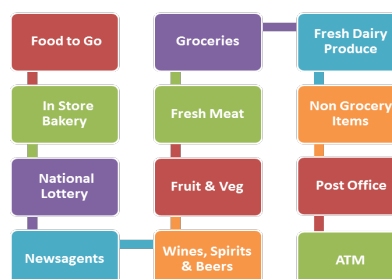 Food to Go
In Store
Bakery
National
Lottery
Newsagents
Wines, Spirits
& Beers
Fruit & Veg
Fresh Meat
Groceries
Fresh Dairy
Produce
Non Grocery
Items
Post Office
ATM